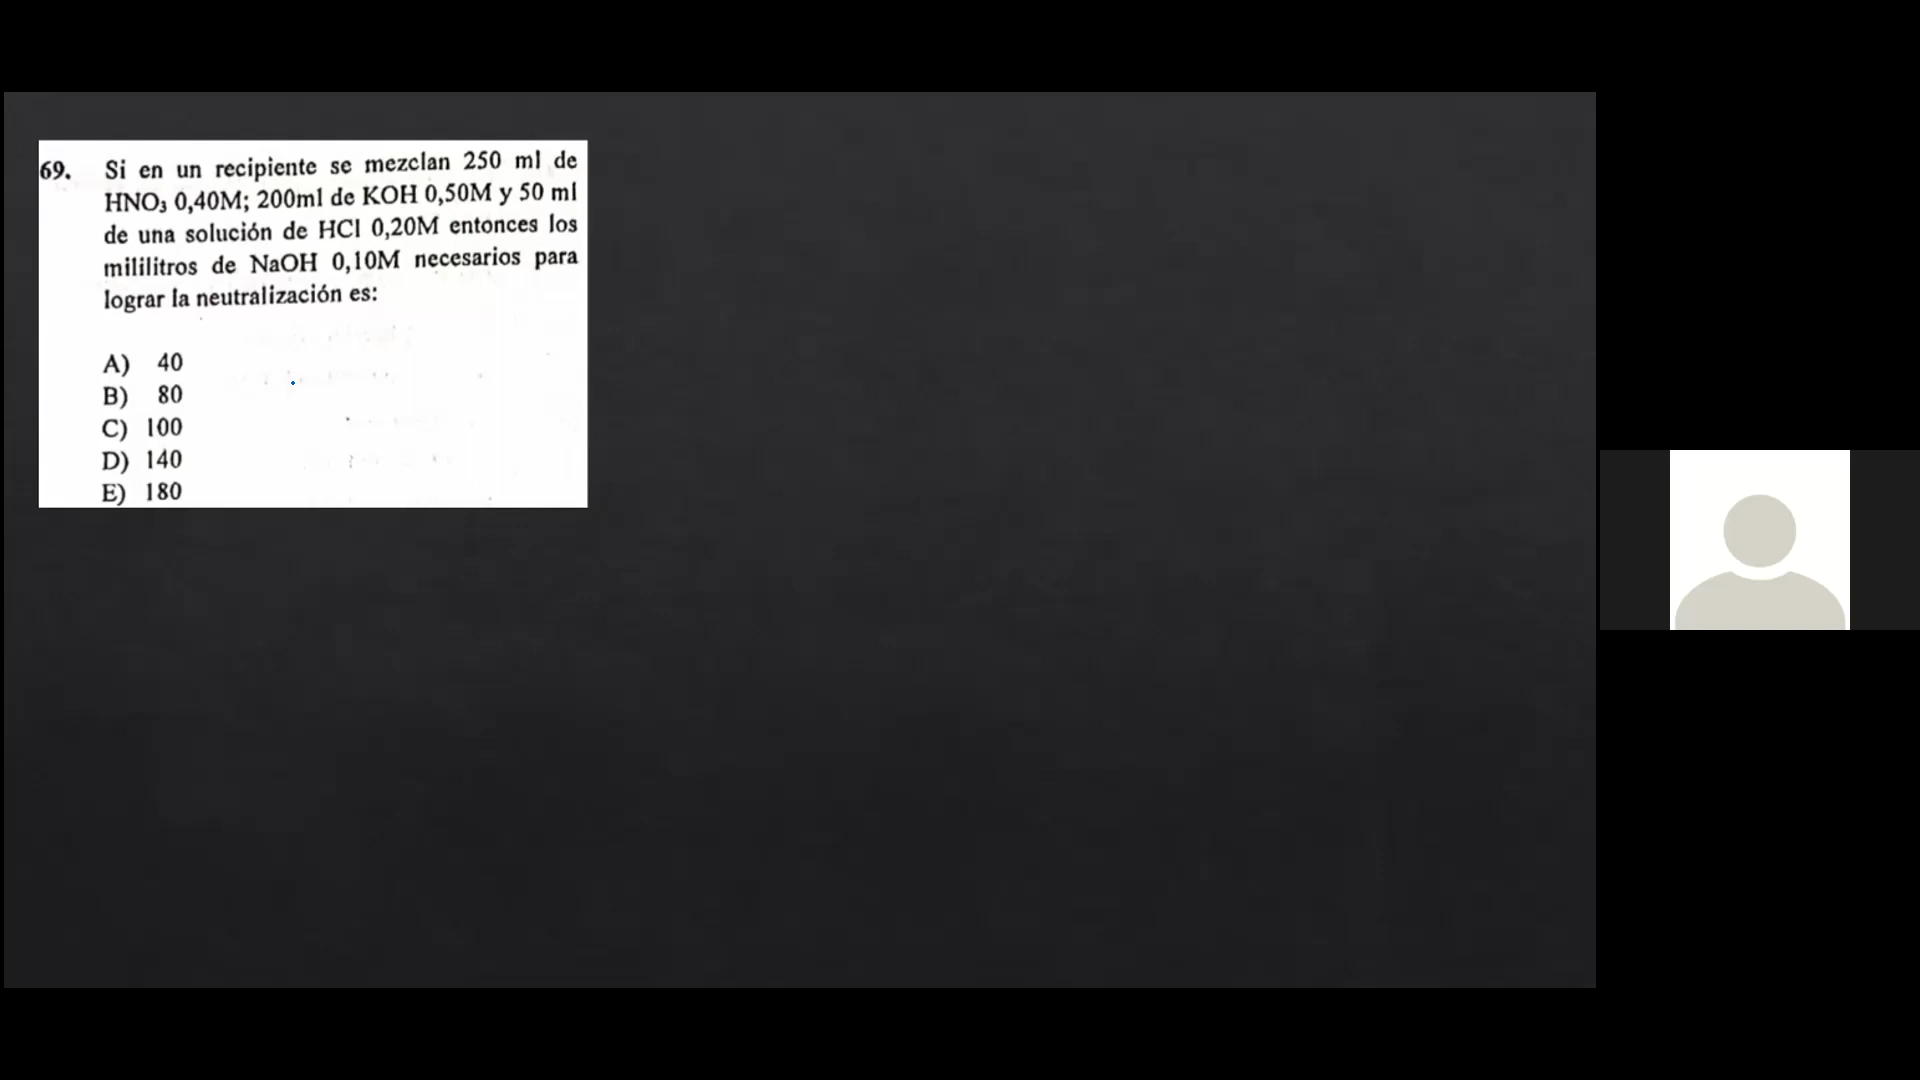 69. Si en un recipiente se mezclan 250 ml de
HNO₃ 0,40M; 200ml de KOH 0,50M y 50 ml
de una solución de HCl 0,20M entonces los
mililitros de NaOH 0,10M necesarios para
lograr la neutralización es:
A) 40
B) 80
C) 100
D) 140
E) 180